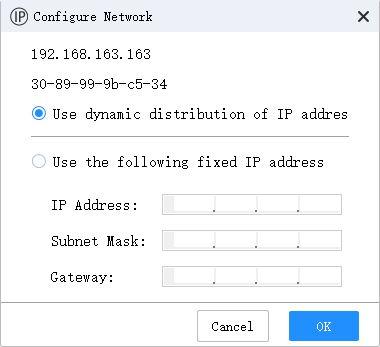 IP Configure Network
192.168.163.163
30-89-99-9b-c5-34
Use dynamic distribution of IP addres
Use the following fixed IP address
IP Address:
Subnet Mask:
Gateway:
Cancel OK